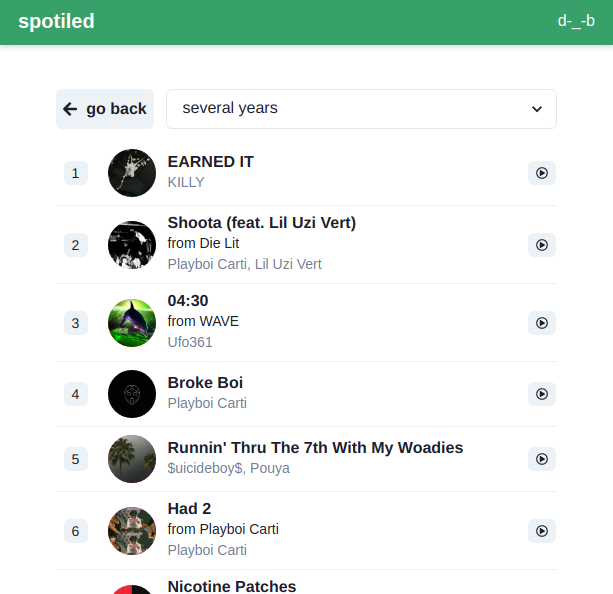 spotiled
d-_-b
go back
several years
1
EARNED IT
KILLY
2
Shoota (feat. Lil Uzi Vert)
from Die Lit
Playboi Carti, Lil Uzi Vert
3
04:30
from WAVE
Ufo361
4
Broke Boi
Playboi Carti
5
Runnin' Thru The 7th With My Woadies
$uicideboy$, Pouya
6
Had 2
from Playboi Carti
Playboi Carti
Nicotine Patches